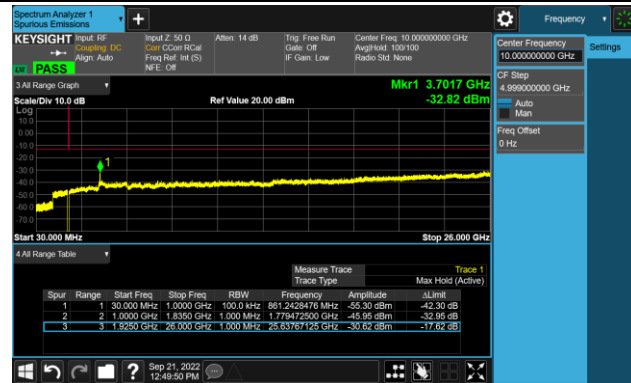 Spectrum Analyzer 1
Spurious Emissions
+
Frequency
KEYSIGHT Input: RF Input Z: 50 Ω Atten: 14 dB Trig: Free Run Center Freq: 10.000000000 GHz
Coupling: DC Corr CCorr RCal Gate: Off Avg|Hold: 100/100
Align: Auto Freq Ref: Int (S) IF Gain: Low Radio Std: None
NFE: Off
PASS
Center Frequency
10.000000000 GHz
Settings
CF Step
4.999000000 GHz
Auto
Man
Freq Offset
0 Hz
3 All Range Graph
Mkr1 3.7017 GHz
Scale/Div 10.0 dB Ref Value 20.00 dBm -32.82 dBm
Log
10.0
0.00
-10.0
-20.0
-30.0
-40.0
-50.0
-60.0
-70.0
1
Start 30.000 MHz Stop 26.000 GHz
4 All Range Table
Measure Trace Trace 1
Trace Type Max Hold (Active)
Spur Range Start Freq Stop Freq RBW Frequency Amplitude ΔLimit
1 1 30.000 MHz 1.0000 GHz 100.0 kHz 861.2428476 MHz -55.30 dBm -42.30 dB
2 2 1.0000 GHz 1.8350 GHz 1.000 MHz 1.779472500 GHz -45.95 dBm -32.95 dB
3 3 1.9250 GHz 26.000 GHz 1.000 MHz 25.63767125 GHz -30.62 dBm -17.62 dB
?
Sep 21, 2022
12:49:50 PM